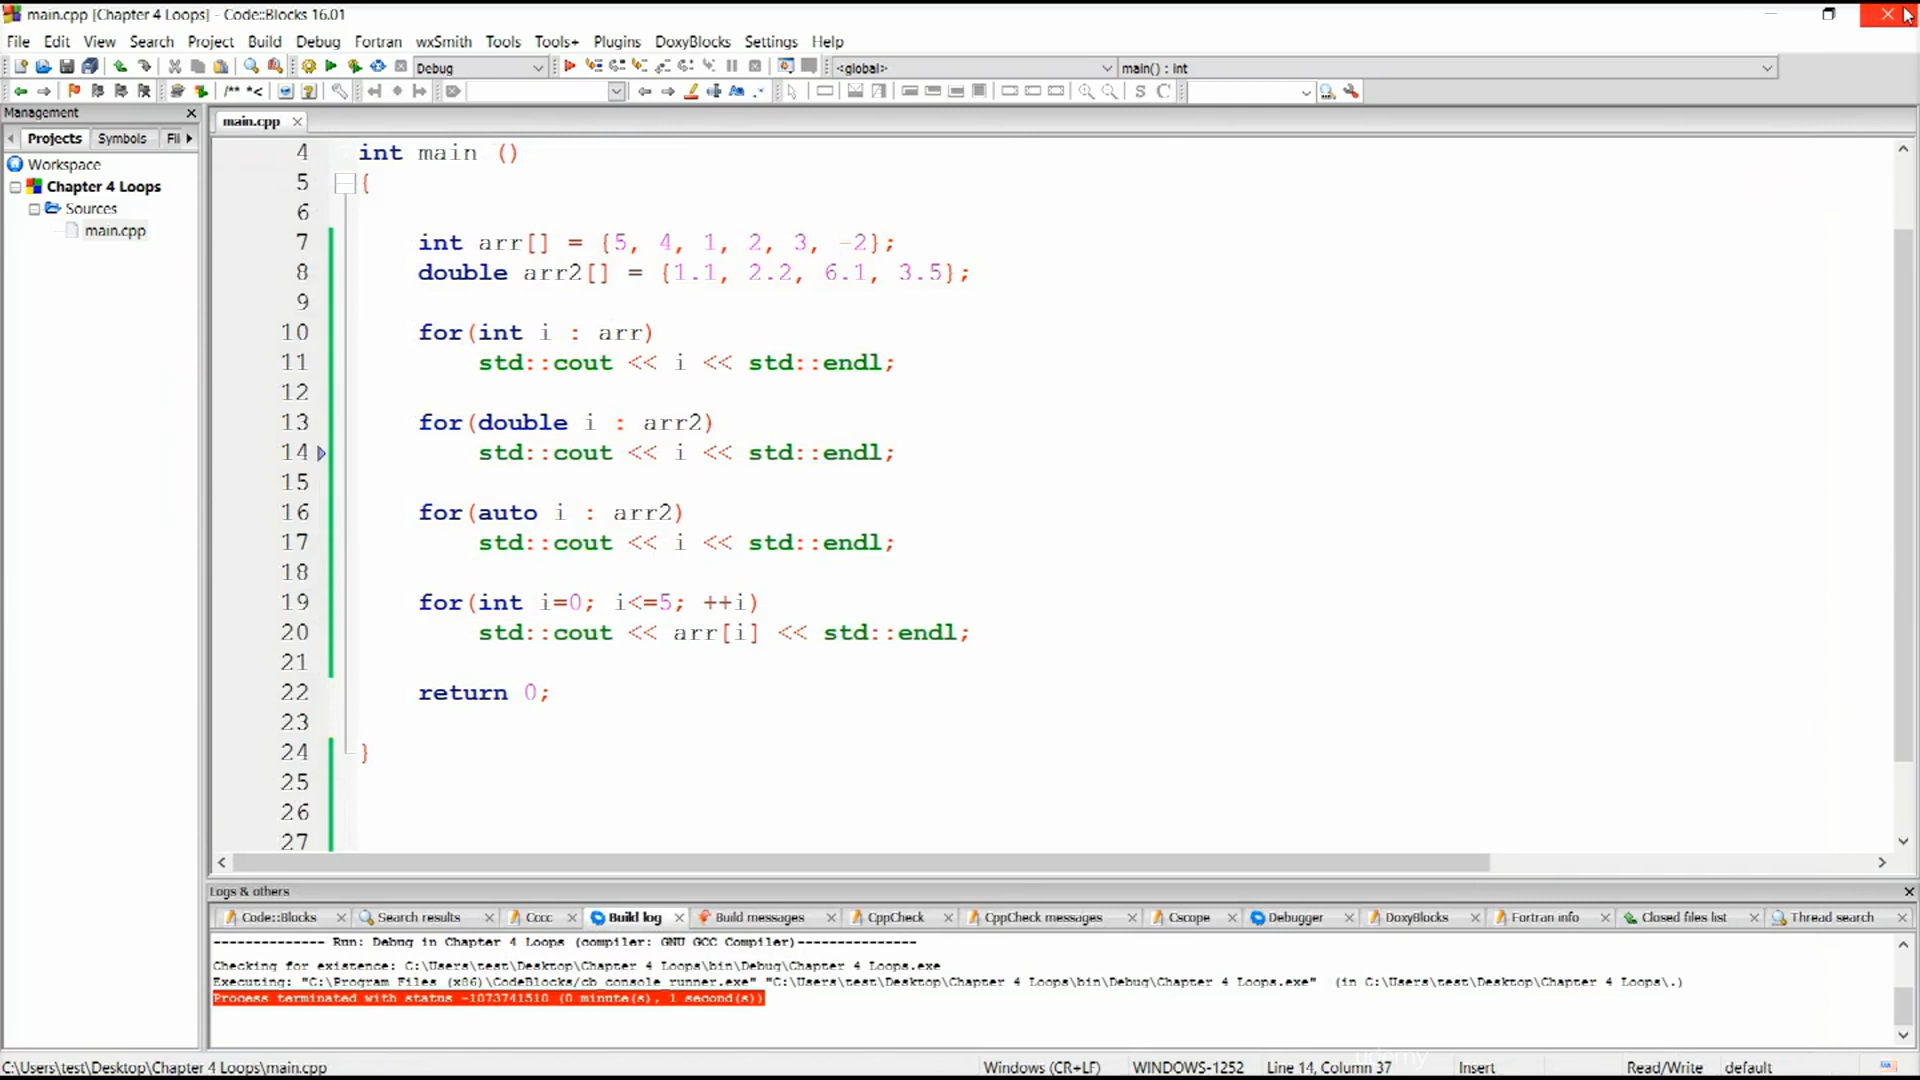 main.cpp [Chapter 4 Loops] - Code::Blocks 16.01
File Edit View Search Project Build Debug Fortran wxSmith Tools Tools+ Plugins DoxyBlocks Settings Help
Debug <global> main() : int
/** *< S C
Management
main.cpp
Projects Symbols Fil
Workspace
Chapter 4 Loops
Sources
main.cpp
4 int main ()
5 {
6
7 int arr[] = {5, 4, 1, 2, 3, -2};
8 double arr2[] = {1.1, 2.2, 6.1, 3.5};
9
10 for(int i : arr)
11 std::cout << i << std::endl;
12
13 for(double i : arr2)
14 std::cout << i << std::endl;
15
16 for(auto i : arr2)
17 std::cout << i << std::endl;
18
19 for(int i=0; i<=5; ++i)
20 std::cout << arr[i] << std::endl;
21
22 return 0;
23
24 }
25
26
27
Logs & others
Code::Blocks Search results Cccc Build log Build messages CppCheck CppCheck messages Cscope Debugger DoxyBlocks Fortran info Closed files list Thread search
-------------- Run: Debug in Chapter 4 Loops (compiler: GNU GCC Compiler)---------------
Checking for existence: C:\Users\test\Desktop\Chapter 4 Loops\bin\Debug\Chapter 4 Loops.exe
Executing: "C:\Program Files (x86)\CodeBlocks/cb_console_runner.exe" "C:\Users\test\Desktop\Chapter 4 Loops\bin\Debug\Chapter 4 Loops.exe" (in C:\Users\test\Desktop\Chapter 4 Loops\.)
Process terminated with status -1073741510 (0 minute(s), 1 second(s))
C:\Users\test\Desktop\Chapter 4 Loops\main.cpp Windows (CR+LF) WINDOWS-1252 Line 14, Column 37 Insert Read/Write default
udemy